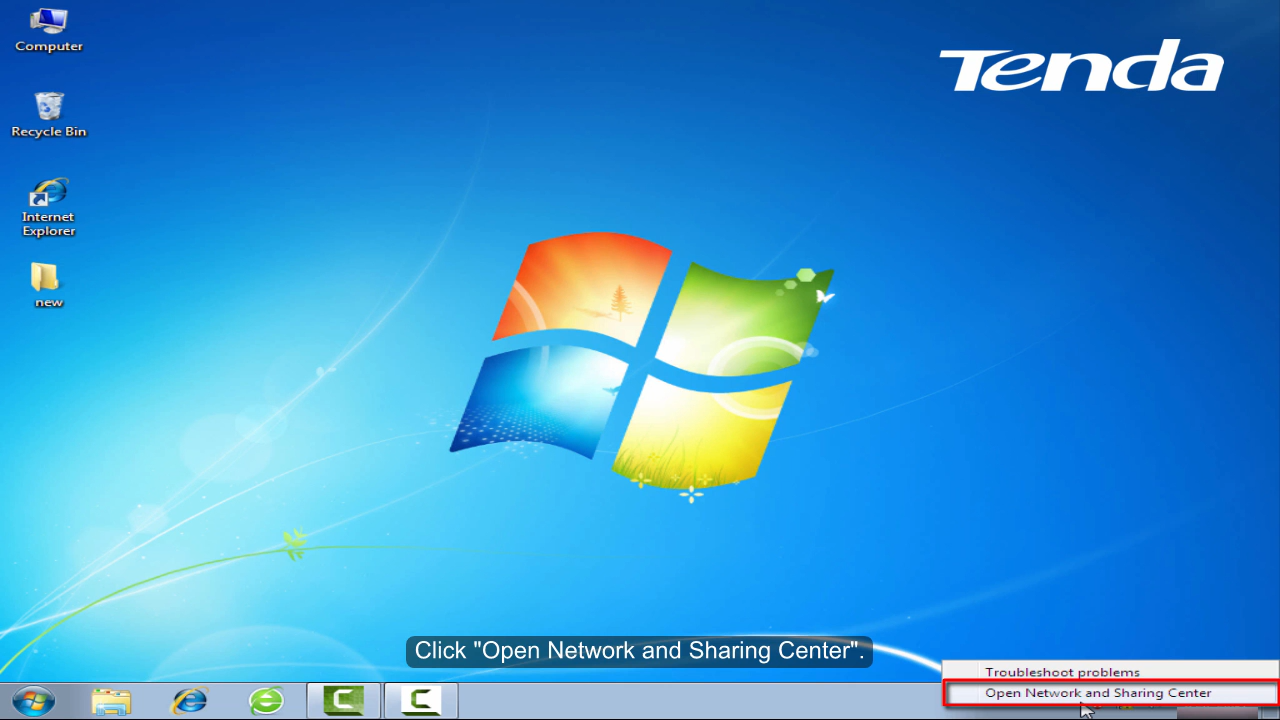 Computer
Tenda
Recycle Bin
Internet
Explorer
new
Click "Open Network and Sharing Center".
Troubleshoot problems
Open Network and Sharing Center